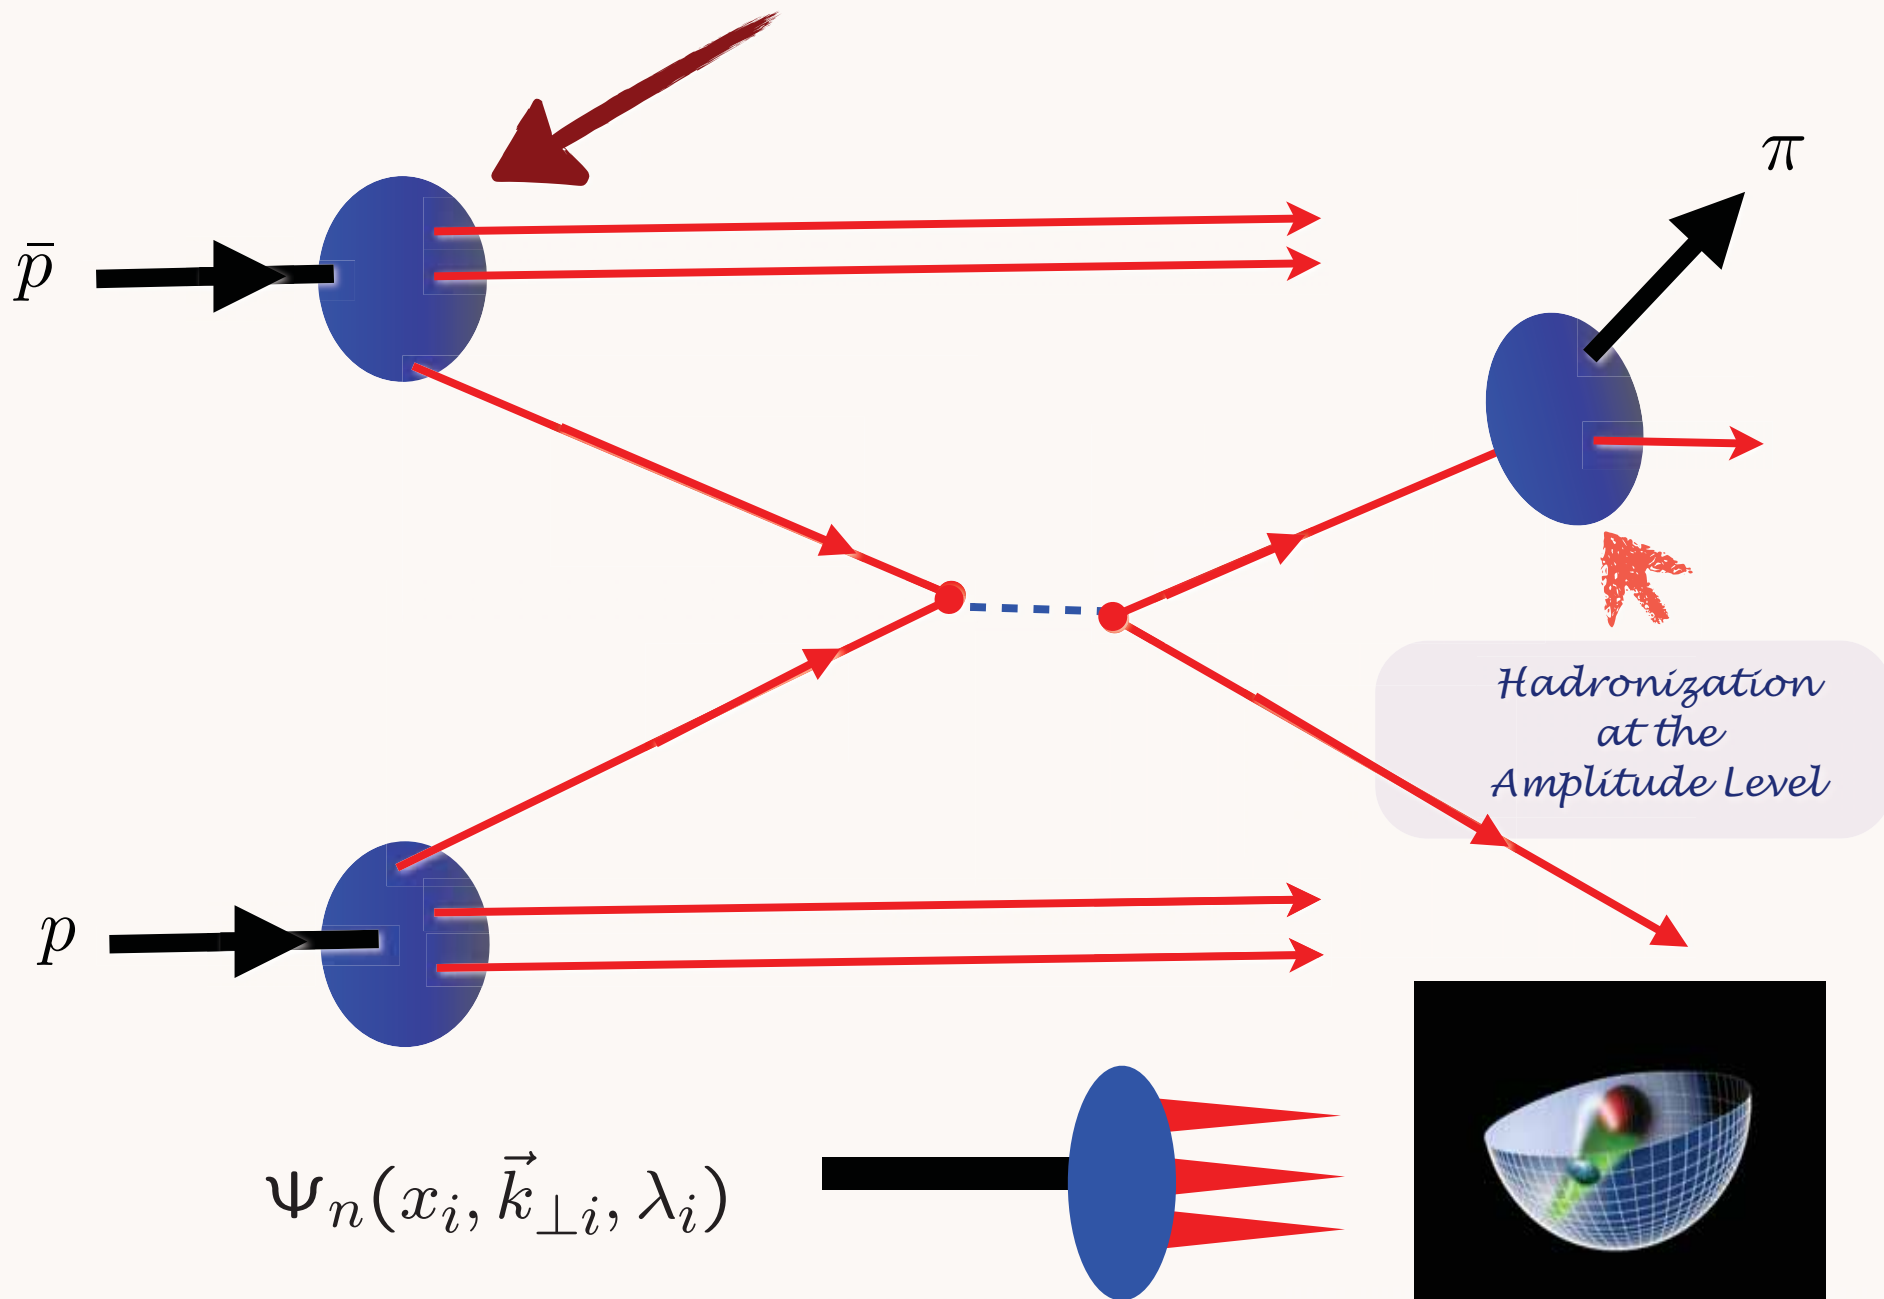 π
p̄
Hadronization
at the
Amplitude Level
p
Ψₙ(xᵢ, k⃗⊥ᵢ, λᵢ)